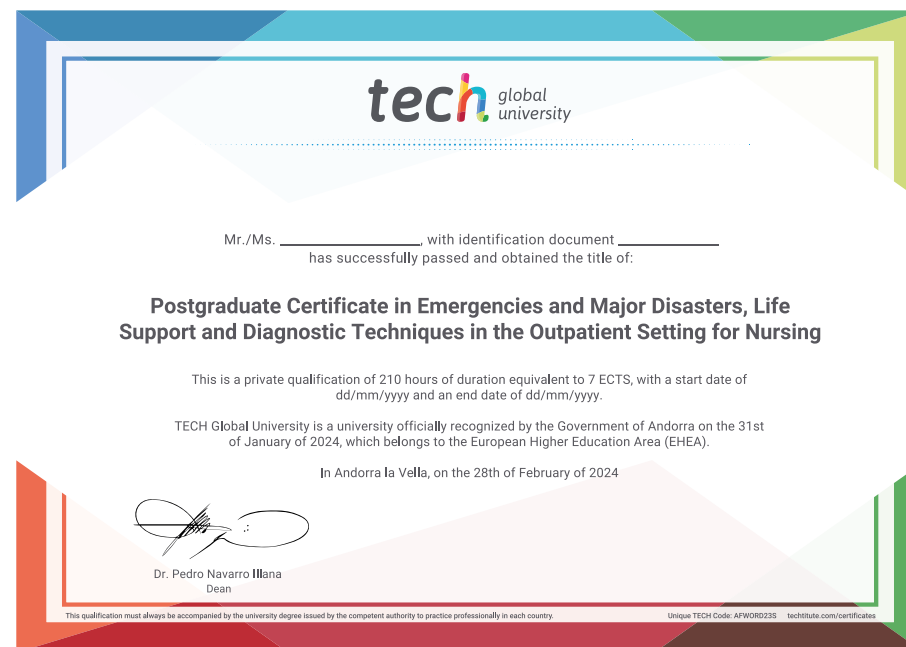 tech global
university
Mr./Ms. ____________, with identification document ____________
has successfully passed and obtained the title of:
Postgraduate Certificate in Emergencies and Major Disasters, Life
Support and Diagnostic Techniques in the Outpatient Setting for Nursing
This is a private qualification of 210 hours of duration equivalent to 7 ECTS, with a start date of
dd/mm/yyyy and an end date of dd/mm/yyyy.
TECH Global University is a university officially recognized by the Government of Andorra on the 31st
of January of 2024, which belongs to the European Higher Education Area (EHEA).
In Andorra la Vella, on the 28th of February of 2024
Dr. Pedro Navarro Illana
Dean
This qualification must always be accompanied by the university degree issued by the competent authority to practice professionally in each country.
Unique TECH Code: AFWORD23S techtitute.com/certificates